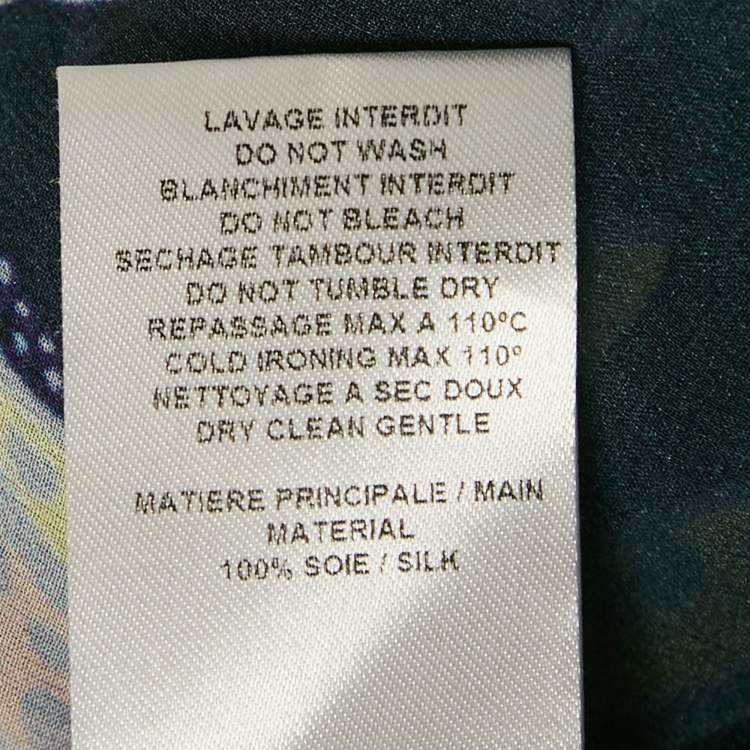 LAVAGE INTERDIT
DO NOT WASH
BLANCHIMENT INTERDIT
DO NOT BLEACH
SECHAGE TAMBOUR INTERDIT
DO NOT TUMBLE DRY
REPASSAGE MAX A 110°C
COLD IRONING MAX 110°
NETTOYAGE A SEC DOUX
DRY CLEAN GENTLE
MATIERE PRINCIPALE / MAIN
MATERIAL
100% SOIE / SILK